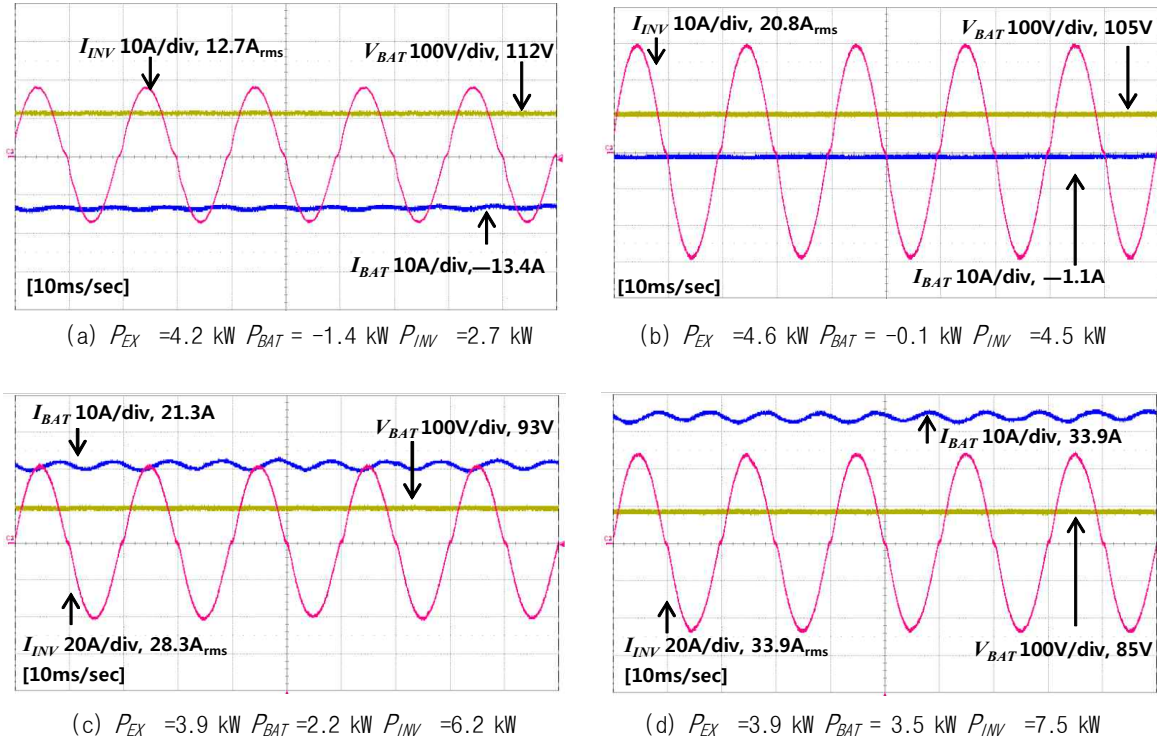 I_INV 10A/div, 12.7A_rms
V_BAT 100V/div, 112V
I_BAT 10A/div,—13.4A
[10ms/sec]
(a) P_EX =4.2 kW P_BAT = -1.4 kW P_INV =2.7 kW
I_INV 10A/div, 20.8A_rms
V_BAT 100V/div, 105V
I_BAT 10A/div, —1.1A
[10ms/sec]
(b) P_EX =4.6 kW P_BAT = -0.1 kW P_INV =4.5 kW
I_BAT 10A/div, 21.3A
V_BAT 100V/div, 93V
I_INV 20A/div, 28.3A_rms
[10ms/sec]
(c) P_EX =3.9 kW P_BAT =2.2 kW P_INV =6.2 kW
I_BAT 10A/div, 33.9A
I_INV 20A/div, 33.9A_rms
V_BAT 100V/div, 85V
[10ms/sec]
(d) P_EX =3.9 kW P_BAT = 3.5 kW P_INV =7.5 kW